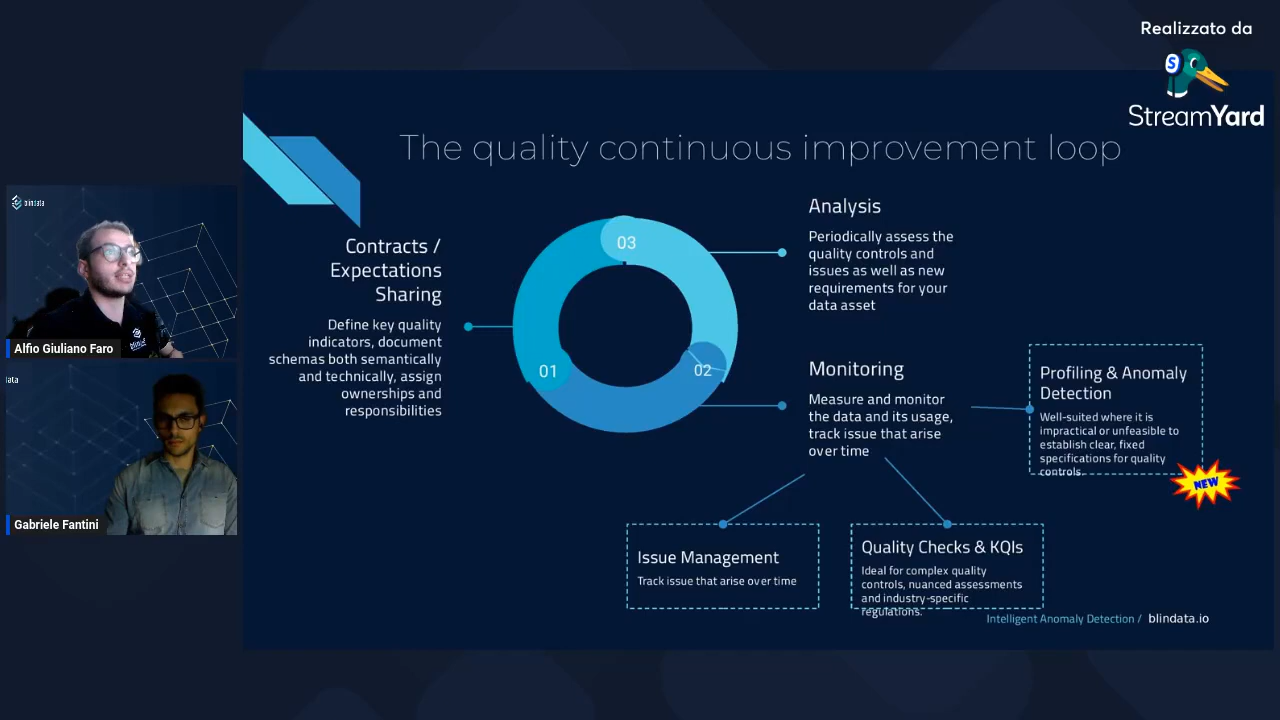 Realizzato da
StreamYard
The quality continuous improvement loop
Contracts /
Expectations
Sharing
Define key quality
indicators, document
schemas both semantically
and technically, assign
ownerships and
responsibilities
03
01
02
Analysis
Periodically assess the
quality controls and
issues as well as new
requirements for your
data asset
Monitoring
Measure and monitor
the data and its usage,
track issue that arise
over time
Profiling & Anomaly
Detection
Well-suited where it is
impractical or unfeasible to
establish clear, fixed
specifications for quality
controls.
NEW
Issue Management
Track issue that arise over time
Quality Checks & KQIs
Ideal for complex quality
controls, nuanced assessments
and industry-specific
regulations.
Intelligent Anomaly Detection / blindata.io
blindata
Alfio Giuliano Faro
data
Gabriele Fantini